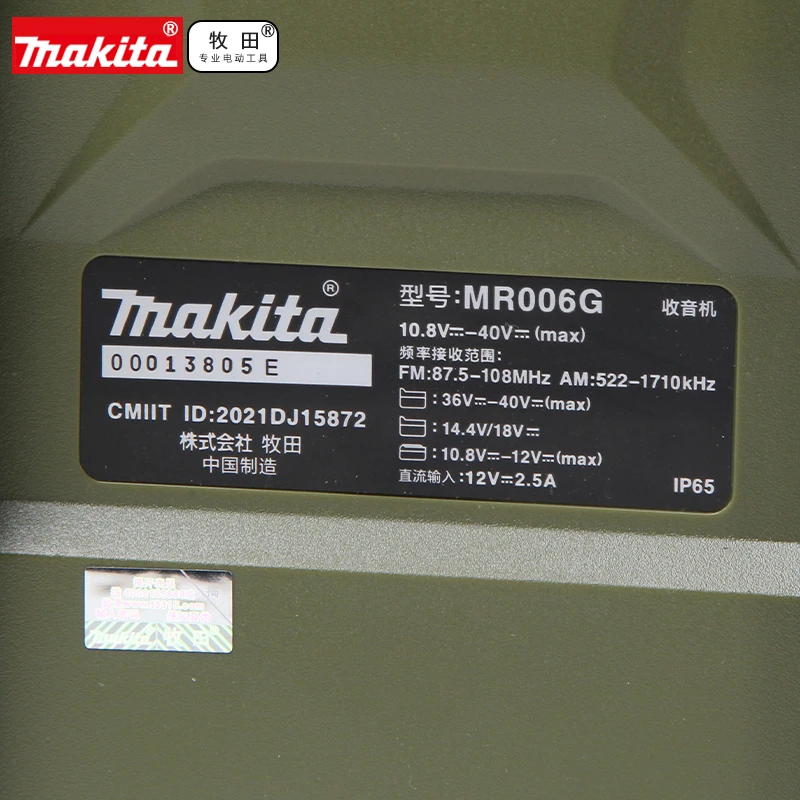 makita®
牧田®
专业电动工具
makita®
00013805E
CMIIT ID:2021DJ15872
株式会社 牧田
中国制造
型号:MR006G 收音机
10.8V⎓-40V⎓(max)
频率接收范围:
FM:87.5-108MHz AM:522-1710kHz
:36V⎓-40V⎓(max)
:14.4V/18V⎓
:10.8V⎓-12V⎓(max)
直流输入:12V⎓2.5A
IP65
makita® 牧田